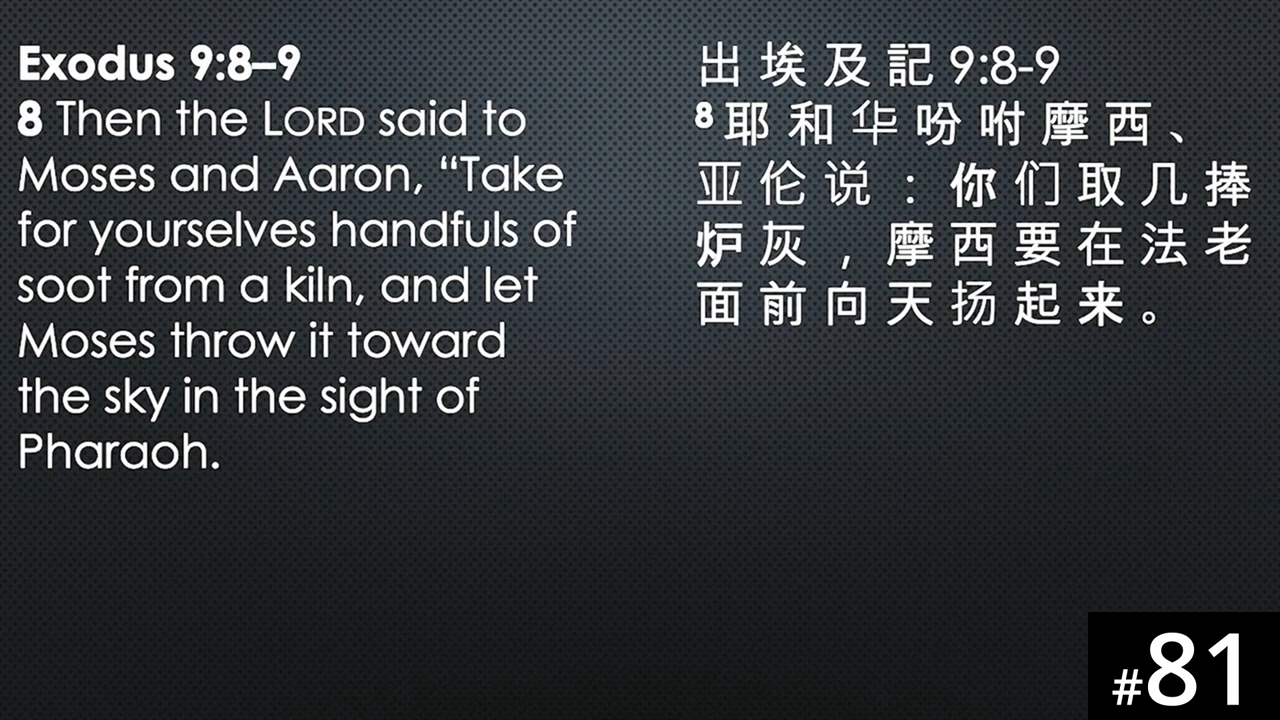 Exodus 9:8–9
8 Then the LORD said to
Moses and Aaron, “Take
for yourselves handfuls of
soot from a kiln, and let
Moses throw it toward
the sky in the sight of
Pharaoh.
出埃及記 9:8-9
8耶和华吩咐摩西、
亚伦说：你们取几捧
炉灰，摩西要在法老
面前向天扬起来。
#81